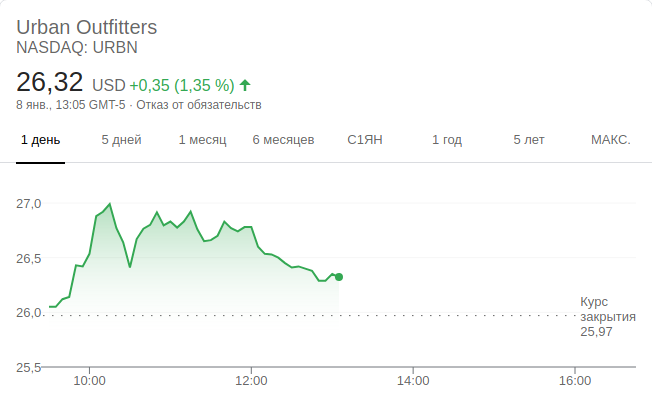 Urban Outfitters
NASDAQ: URBN
26,32 USD +0,35 (1,35 %)
8 янв., 13:05 GMT-5 · Отказ от обязательств
1 день 5 дней 1 месяц 6 месяцев С1ЯН 1 год 5 лет МАКС.
27,0
26,5
26,0
25,5
Курс
закрытия
25,97
10:00 12:00 14:00 16:00